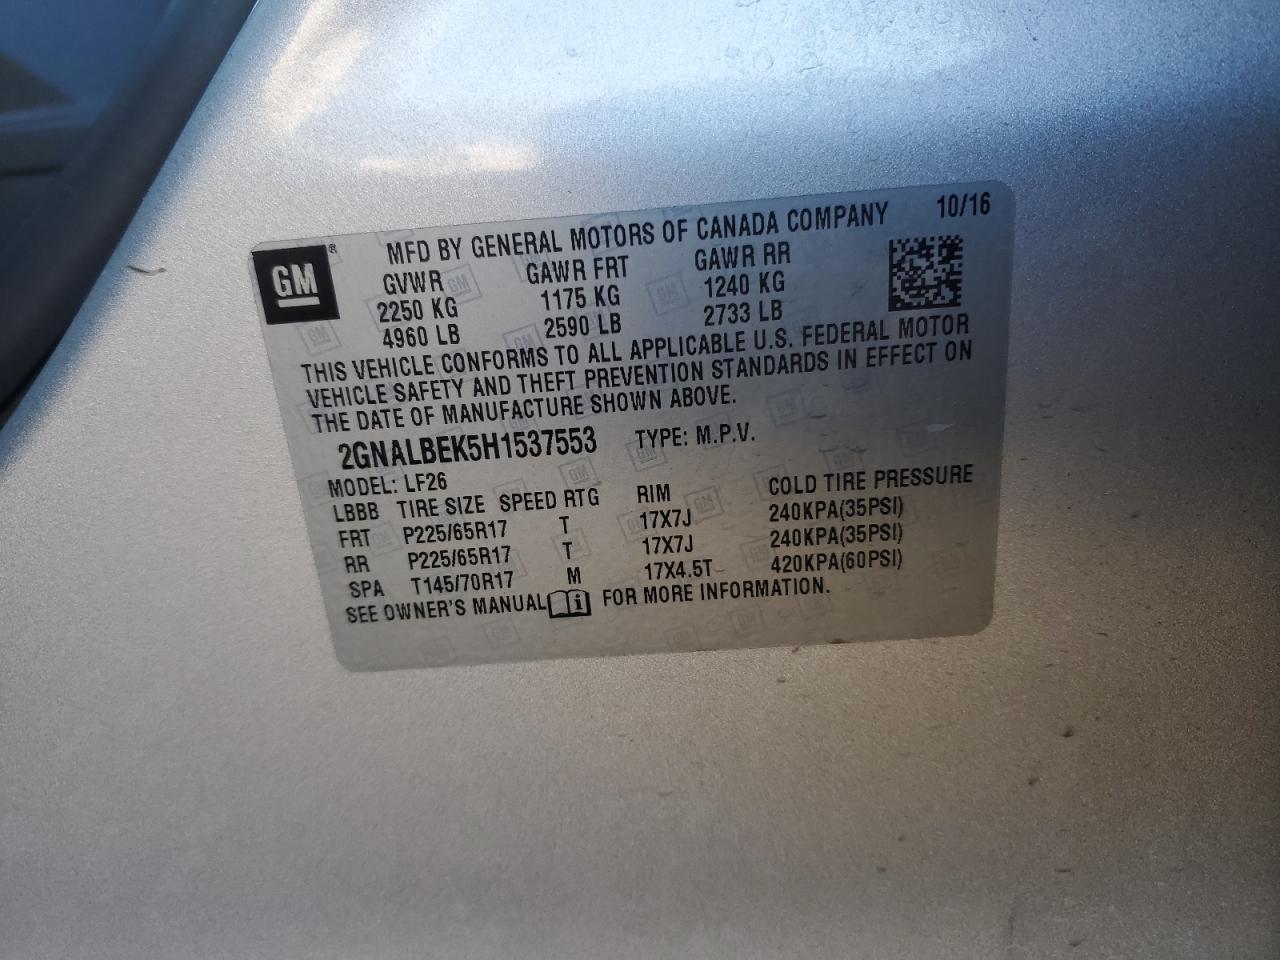 MFD BY GENERAL MOTORS OF CANADA COMPANY 10/16
GM ®
GVWR GAWR FRT GAWR RR
2250 KG 1175 KG 1240 KG
4960 LB 2590 LB 2733 LB
THIS VEHICLE CONFORMS TO ALL APPLICABLE U.S. FEDERAL MOTOR
VEHICLE SAFETY AND THEFT PREVENTION STANDARDS IN EFFECT ON
THE DATE OF MANUFACTURE SHOWN ABOVE.
2GNALBEK5H1537553 TYPE: M.P.V.
MODEL: LF26
LBBB TIRE SIZE SPEED RTG RIM COLD TIRE PRESSURE
FRT P225/65R17 T 17X7J 240KPA(35PSI)
RR P225/65R17 T 17X7J 240KPA(35PSI)
SPA T145/70R17 M 17X4.5T 420KPA(60PSI)
SEE OWNER'S MANUAL i FOR MORE INFORMATION.